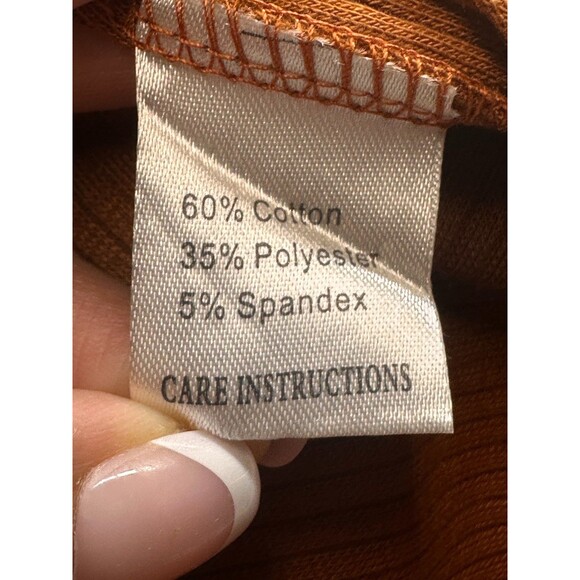 60% Cotton
35% Polyester
5% Spandex
CARE INSTRUCTIONS